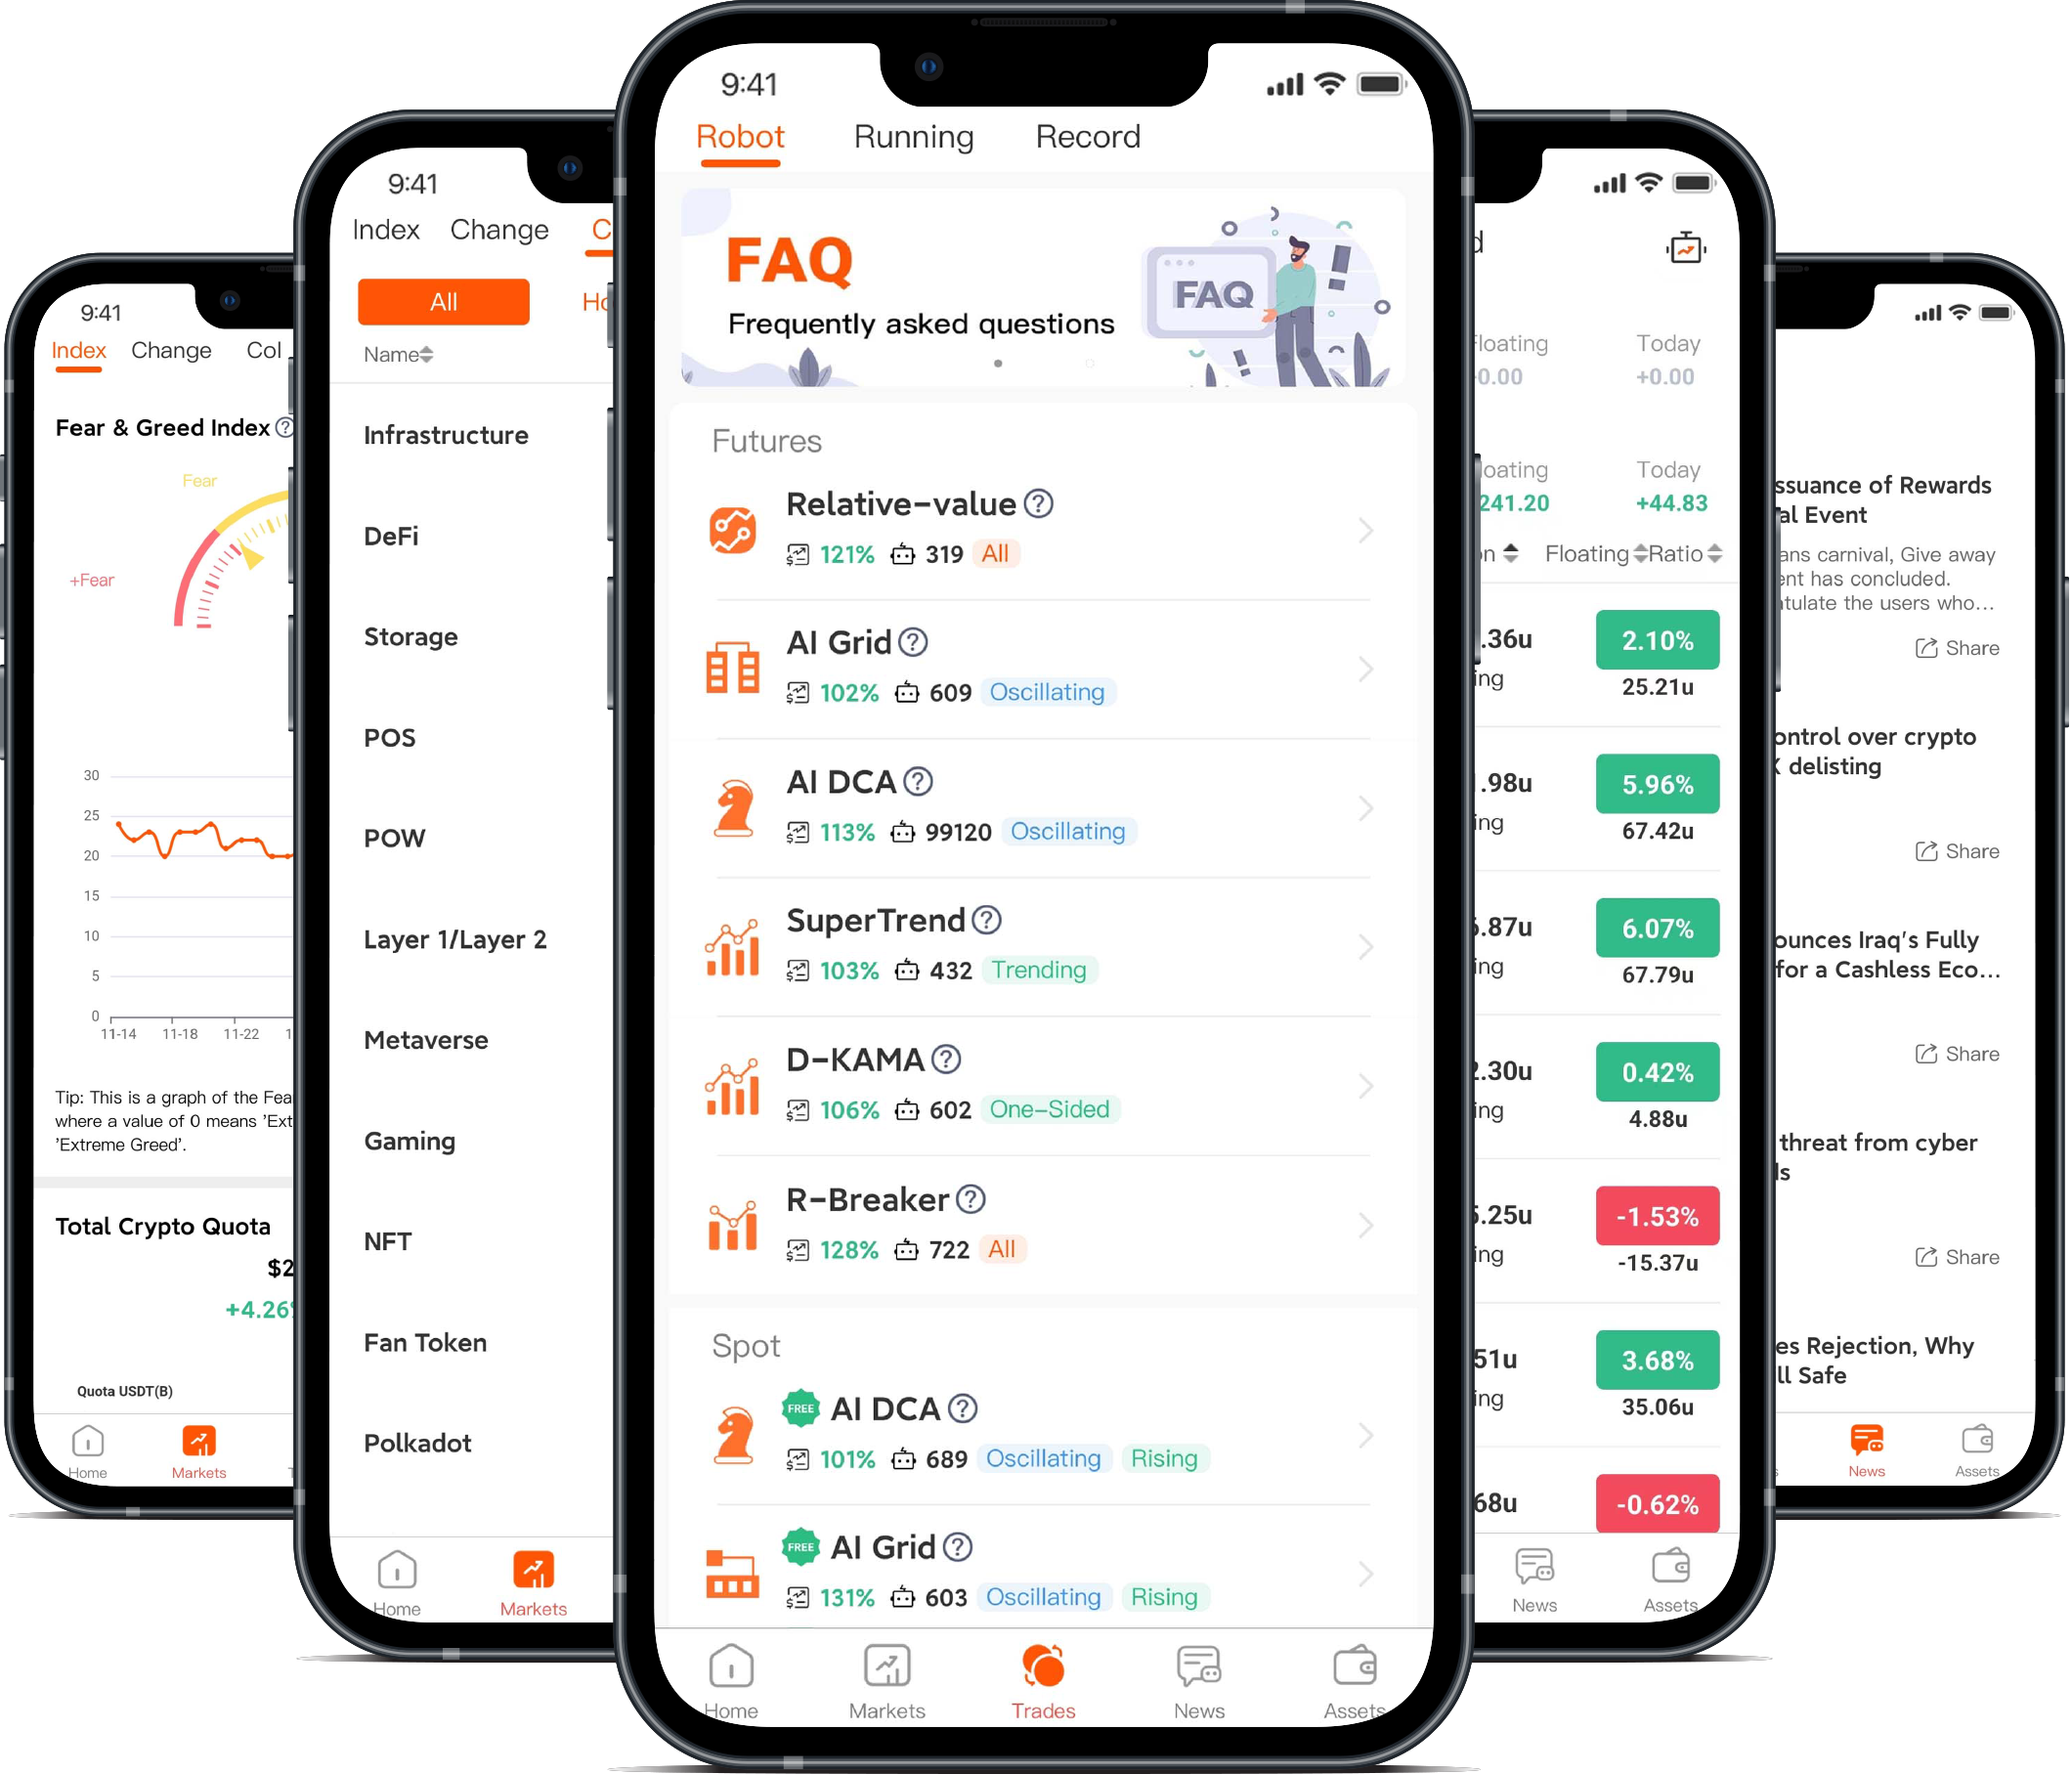 9:41
Index Change Col
Fear & Greed Index
Fear
+Fear
30
25
20
15
10
5
0
11-14 11-18 11-22
Tip: This is a graph of the Fea
where a value of 0 means 'Ext
'Extreme Greed'.
Total Crypto Quota
$2
+4.26
Quota USDT(B)
Home Markets
9:41
Index Change C
All
Name
Infrastructure
DeFi
Storage
POS
POW
Layer 1/Layer 2
Metaverse
Gaming
NFT
Fan Token
Polkadot
Home Markets
9:41
Robot Running Record
FAQ
Frequently asked questions
FAQ
Futures
Relative-value
121% 319 All
AI Grid
102% 609 Oscillating
AI DCA
113% 99120 Oscillating
SuperTrend
103% 432 Trending
D-KAMA
106% 602 One-Sided
R-Breaker
128% 722 All
Spot
FREE AI DCA
101% 689 Oscillating Rising
FREE AI Grid
131% 603 Oscillating Rising
Home Markets Trades News Assets
d
Floating Today
0.00 +0.00
oating Today
241.20 +44.83
on Floating Ratio
.36u 2.10%
ing 25.21u
.98u 5.96%
ing 67.42u
.87u 6.07%
ing 67.79u
2.30u 0.42%
ing 4.88u
.25u -1.53%
ing -15.37u
51u 3.68%
ing 35.06u
68u -0.62%
News Assets
ssuance of Rewards
al Event
ans carnival, Give away
ent has concluded.
atulate the users who...
Share
ontrol over crypto
X delisting
Share
ounces Iraq's Fully
for a Cashless Eco...
Share
threat from cyber
ls
Share
es Rejection, Why
ll Safe
News Assets